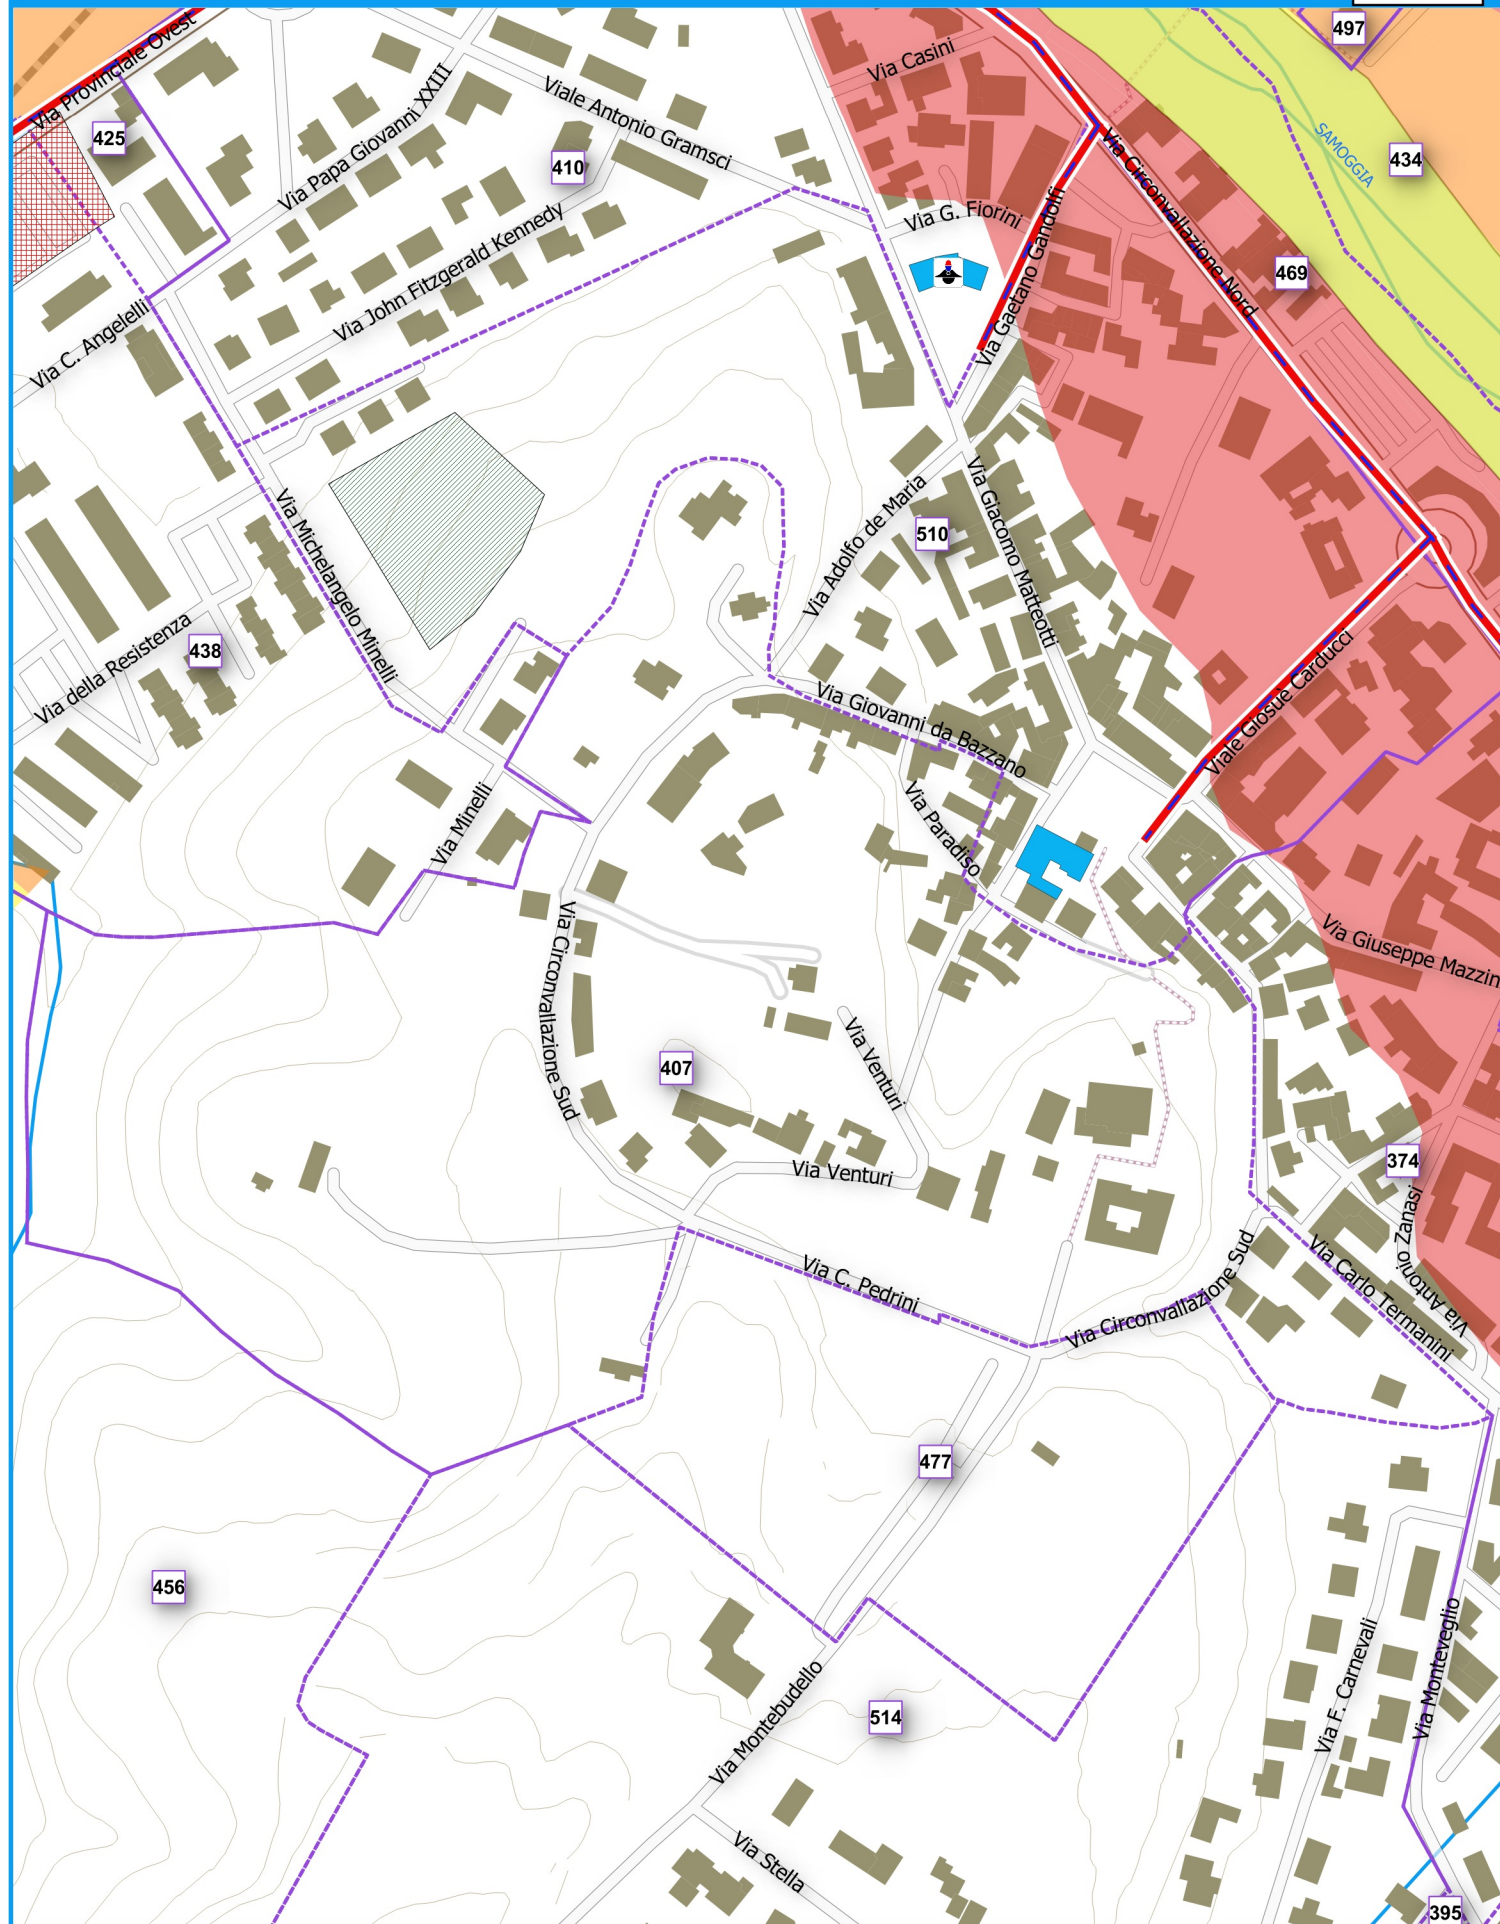 497
Via Provinciale Ovest
Via Casini
425
Viale Antonio Gramsci
Via Papa Giovanni XXIII
410
SAMOGGIA
434
Via Circonvallazione Nord
Via G. Fiorini
Via John Fitzgerald Kennedy
Via Gaetano Gandolfi
469
Via C. Angelelli
Via Michelangelo Minelli
Via Adolfo de Maria
510
Via Giacomo Matteotti
Via della Resistenza
438
Via Giovanni da Bazzano
Viale Giosue Carducci
Via Minelli
Via Paradiso
Via Circonvallazione Sud
Via Giuseppe Mazzin
407
Via Venturi
Via Venturi
374
Via Antonio Zanasi
Via C. Pedrini
Via Circonvallazione Sud
Via Carlo Termanini
Via Antonio
477
456
Via F. Carnevali
Via Monteveglio
Via Montebudello
514
Via Stella
395